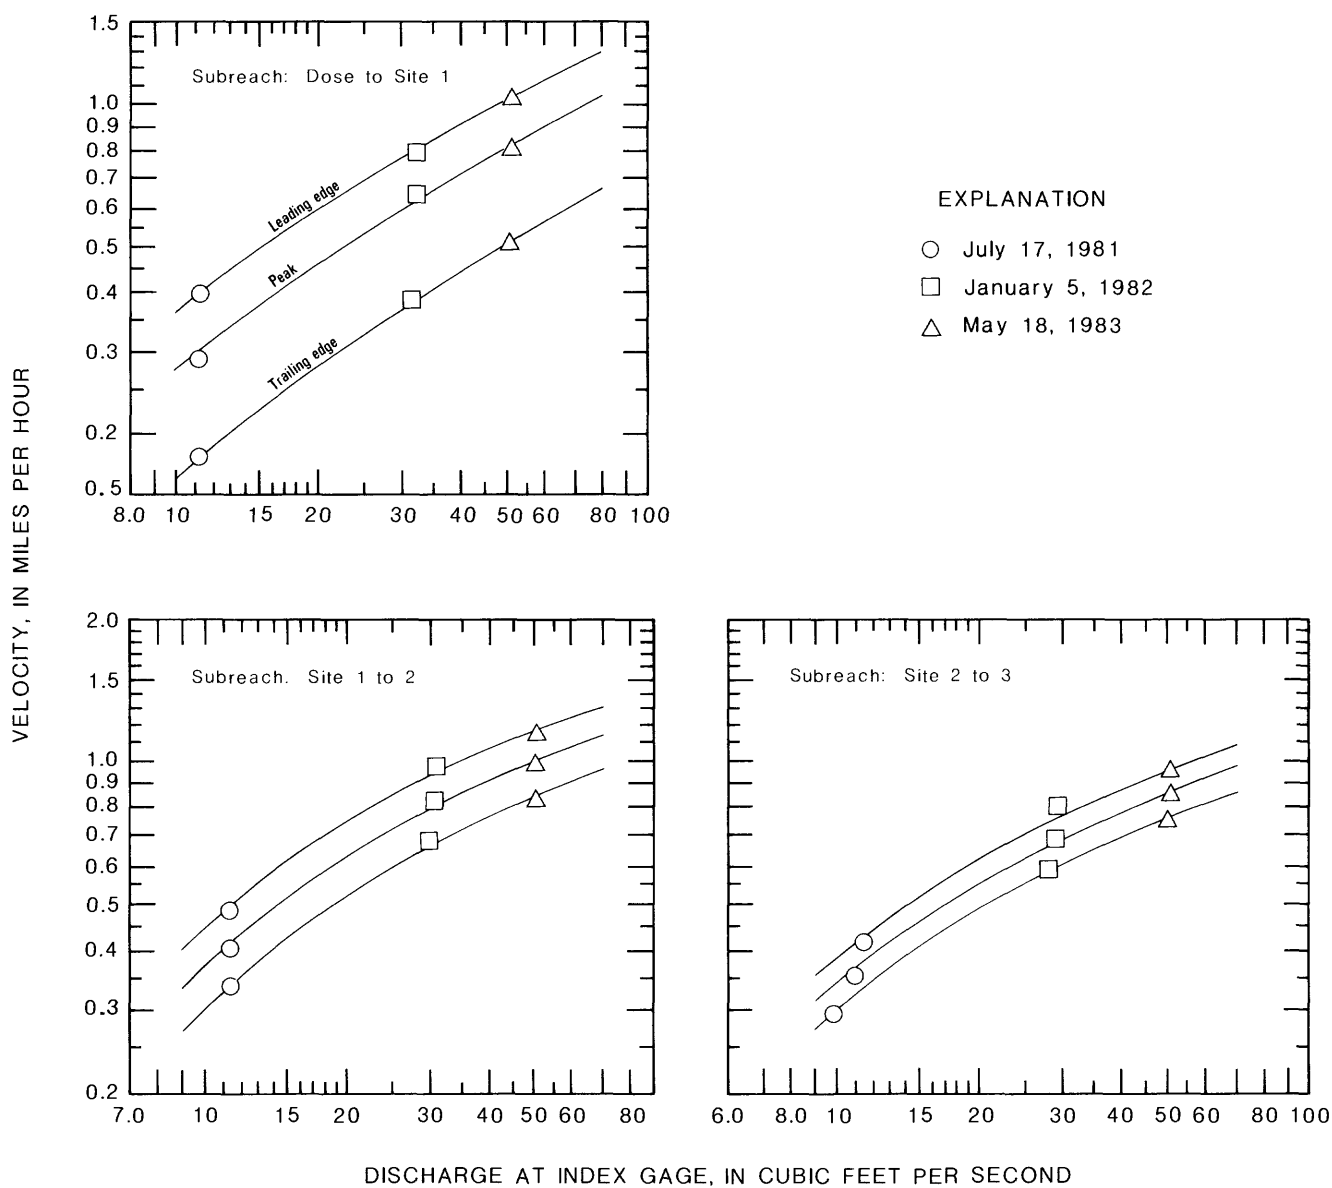 1.5
Subreach: Dose to Site 1
1.0
0.9
0.8
0.7
0.6
0.5
0.4
0.3
0.2
0.5
Leading edge
Peak
Trailing edge
8.0 10 15 20 30 40 50 60 80 100
EXPLANATION
July 17, 1981
January 5, 1982
May 18, 1983
VELOCITY, IN MILES PER HOUR
2.0
Subreach. Site 1 to 2
1.5
1.0
0.9
0.8
0.7
0.6
0.5
0.4
0.3
0.2
7.0 10 15 20 30 40 50 60 80
Subreach: Site 2 to 3
6.0 8.0 10 15 20 30 40 50 60 80 100
DISCHARGE AT INDEX GAGE, IN CUBIC FEET PER SECOND